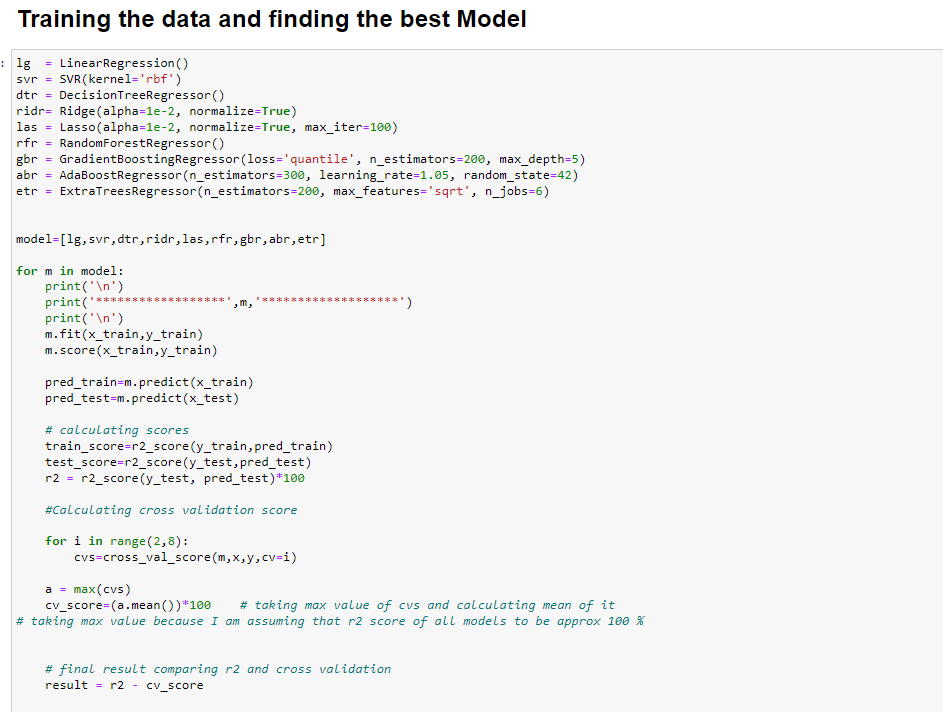 Training the data and finding the best Model
:
lg  = LinearRegression()
svr = SVR(kernel='rbf')
dtr = DecisionTreeRegressor()
ridr= Ridge(alpha=1e-2, normalize=True)
las = Lasso(alpha=1e-2, normalize=True, max_iter=100)
rfr = RandomForestRegressor()
gbr = GradientBoostingRegressor(loss='quantile', n_estimators=200, max_depth=5)
abr = AdaBoostRegressor(n_estimators=300, learning_rate=1.05, random_state=42)
etr = ExtraTreesRegressor(n_estimators=200, max_features='sqrt', n_jobs=6)
model=[lg,svr,dtr,ridr,las,rfr,gbr,abr,etr]
for m in model:
    print('\n')
    print('******************',m,'*******************')
    print('\n')
    m.fit(x_train,y_train)
    m.score(x_train,y_train)
    pred_train=m.predict(x_train)
    pred_test=m.predict(x_test)
    # calculating scores
    train_score=r2_score(y_train,pred_train)
    test_score=r2_score(y_test,pred_test)
    r2 = r2_score(y_test, pred_test)*100
    #Calculating cross validation score
    for i in range(2,8):
        cvs=cross_val_score(m,x,y,cv=i)
    a = max(cvs)
    cv_score=(a.mean())*100    # taking max value of cvs and calculating mean of it
# taking max value because I am assuming that r2 score of all models to be approx 100 %
    # final result comparing r2 and cross validation
    result = r2 - cv_score